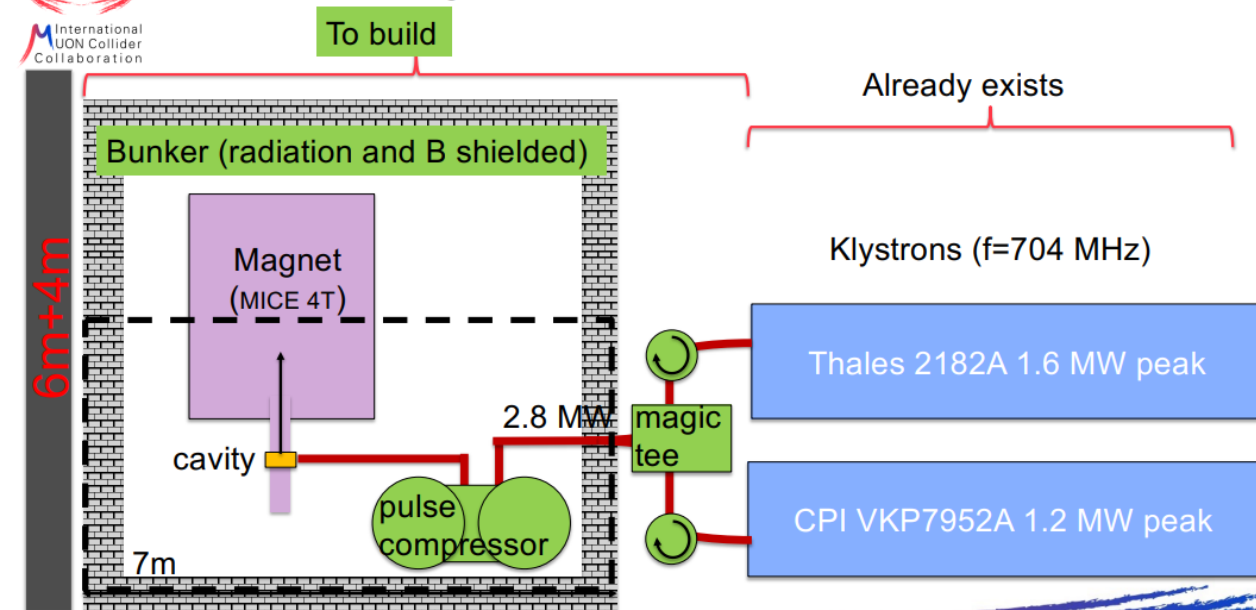 International
MUON Collider
Collaboration
To build
Already exists
Bunker (radiation and B shielded)
6m+4m
Magnet
(MICE 4T)
Klystrons (f=704 MHz)
Thales 2182A 1.6 MW peak
2.8 MW
magic
tee
cavity
pulse
compressor
CPI VKP7952A 1.2 MW peak
7m